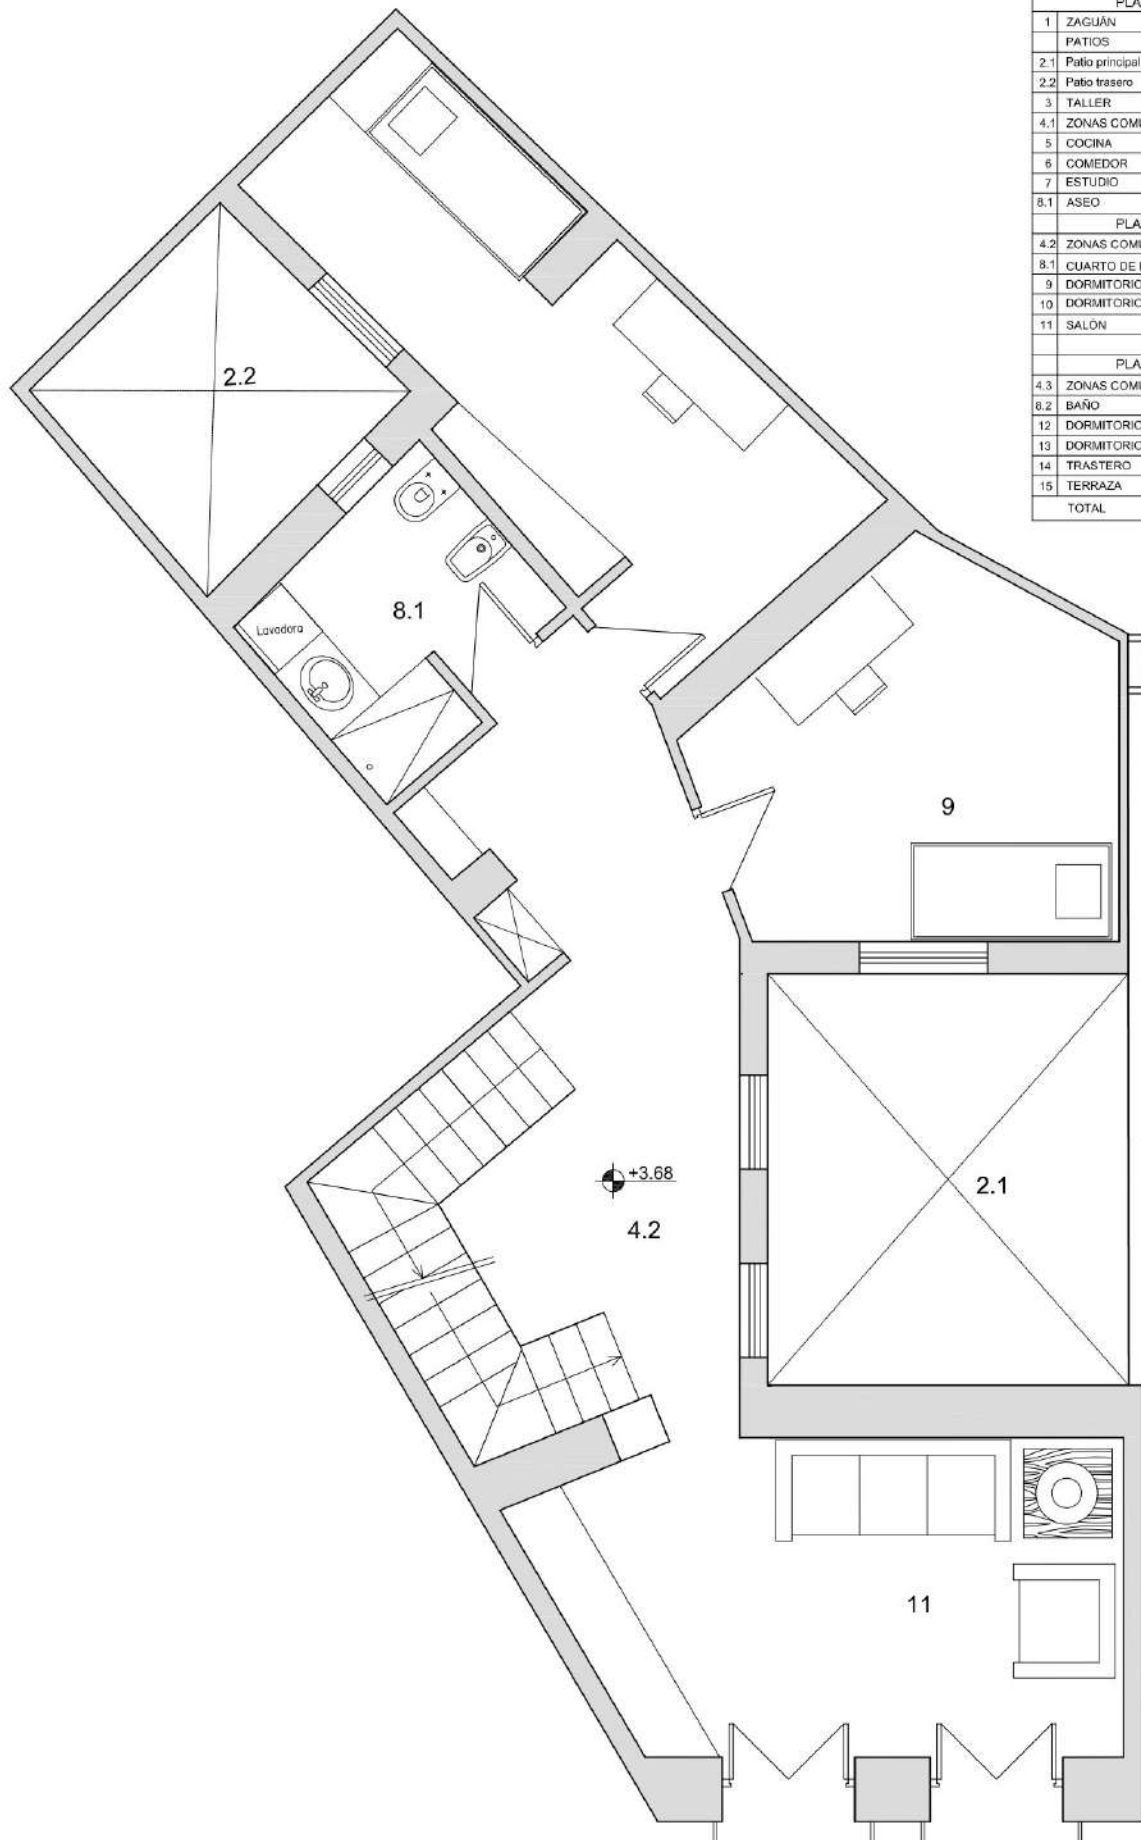 PLA
1 ZAGUÁN
PATIOS
2.1 Patio principal
2.2 Patio trasero
3 TALLER
4.1 ZONAS COMU
5 COCINA
6 COMEDOR
7 ESTUDIO
8.1 ASEO
PLA
4.2 ZONAS COMU
8.1 CUARTO DE
9 DORMITORIO
10 DORMITORIO
11 SALÓN
PLA
4.3 ZONAS COMU
8.2 BAÑO
12 DORMITORIO
13 DORMITORIO
14 TRASTERO
15 TERRAZA
TOTAL
2.2
8.1
Lavadora
9
+3.68
4.2
2.1
11